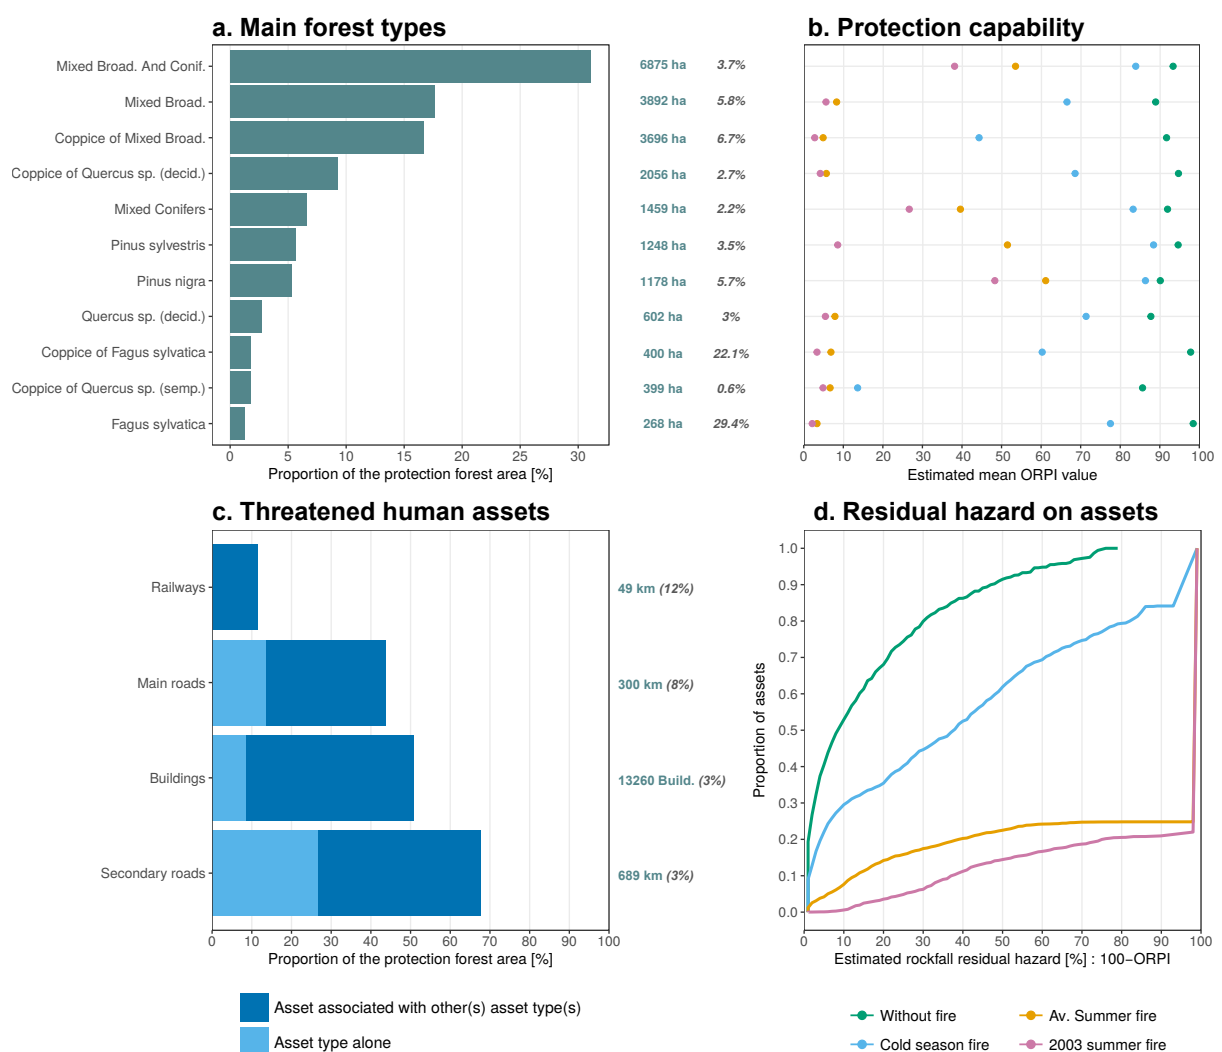 a. Main forest types
Mixed Broad. And Conif. 6875 ha 3.7%
Mixed Broad. 3892 ha 5.8%
Coppice of Mixed Broad. 3696 ha 6.7%
Coppice of Quercus sp. (decid.) 2056 ha 2.7%
Mixed Conifers 1459 ha 2.2%
Pinus sylvestris 1248 ha 3.5%
Pinus nigra 1178 ha 5.7%
Quercus sp. (decid.) 602 ha 3%
Coppice of Fagus sylvatica 400 ha 22.1%
Coppice of Quercus sp. (semp.) 399 ha 0.6%
Fagus sylvatica 268 ha 29.4%
0 5 10 15 20 25 30
Proportion of the protection forest area [%]
b. Protection capability
0 10 20 30 40 50 60 70 80 90 100
Estimated mean ORPI value
c. Threatened human assets
Railways 49 km (12%)
Main roads 300 km (8%)
Buildings 13260 Build. (3%)
Secondary roads 689 km (3%)
0 10 20 30 40 50 60 70 80 90 100
Proportion of the protection forest area [%]
Asset associated with other(s) asset type(s)
Asset type alone
d. Residual hazard on assets
Proportion of assets
1.0
0.9
0.8
0.7
0.6
0.5
0.4
0.3
0.2
0.1
0.0
0 10 20 30 40 50 60 70 80 90 100
Estimated rockfall residual hazard [%] : 100−ORPI
Without fire Av. Summer fire
Cold season fire 2003 summer fire